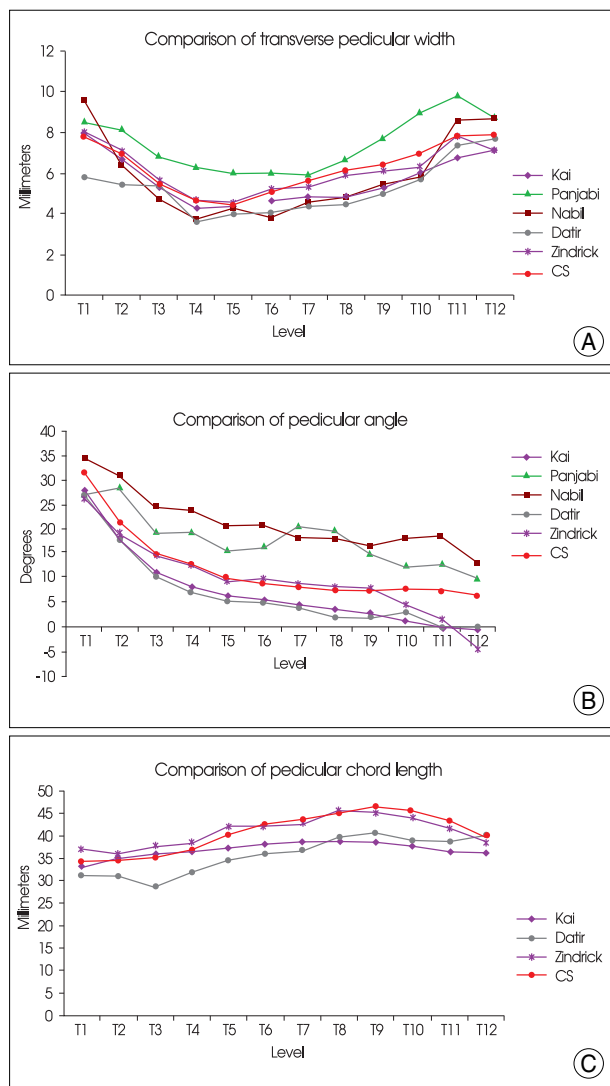 Comparison of transverse pedicular width
12
10
8
6
4
2
0
Millimeters
T1 T2 T3 T4 T5 T6 T7 T8 T9 T10 T11 T12
Level
Kai
Panjabi
Nabil
Datir
Zindrick
CS
A
Comparison of pedicular angle
40
35
30
25
20
15
10
5
0
-5
-10
Degrees
T1 T2 T3 T4 T5 T6 T7 T8 T9 T10 T11 T12
Level
Kai
Panjabi
Nabil
Datir
Zindrick
CS
B
Comparison of pedicular chord length
50
45
40
35
30
25
20
15
10
5
0
Millimeters
T1 T2 T3 T4 T5 T6 T7 T8 T9 T10 T11 T12
Level
Kai
Datir
Zindrick
CS
C